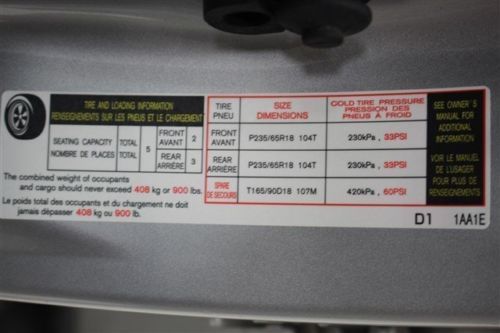 TIRE AND LOADING INFORMATION
RENSEIGNEMENTS SUR LES PNEUS ET LE CHARGEMENT
SEATING CAPACITY TOTAL 5 FRONT AVANT 2
NOMBRE DE PLACES TOTAL REAR ARRIÈRE 3
The combined weight of occupants
and cargo should never exceed 408 kg or 900 lbs.
Le poids total des occupants et du chargement ne doit
jamais dépasser 408 kg ou 900 lb.
TIRE PNEU SIZE DIMENSIONS COLD TIRE PRESSURE PRESSION DES PNEUS À FROID
FRONT AVANT P235/65R18 104T 230kPa , 33PSI
REAR ARRIÈRE P235/65R18 104T 230kPa , 33PSI
SPARE DE SECOURS T165/90D18 107M 420kPa , 60PSI
SEE OWNER'S
MANUAL FOR
ADDITIONAL
INFORMATION
VOIR LE MANUEL
DE L'USAGER
POUR PLUS DE
RENSEIGNEMENTS
D1 1AA1E